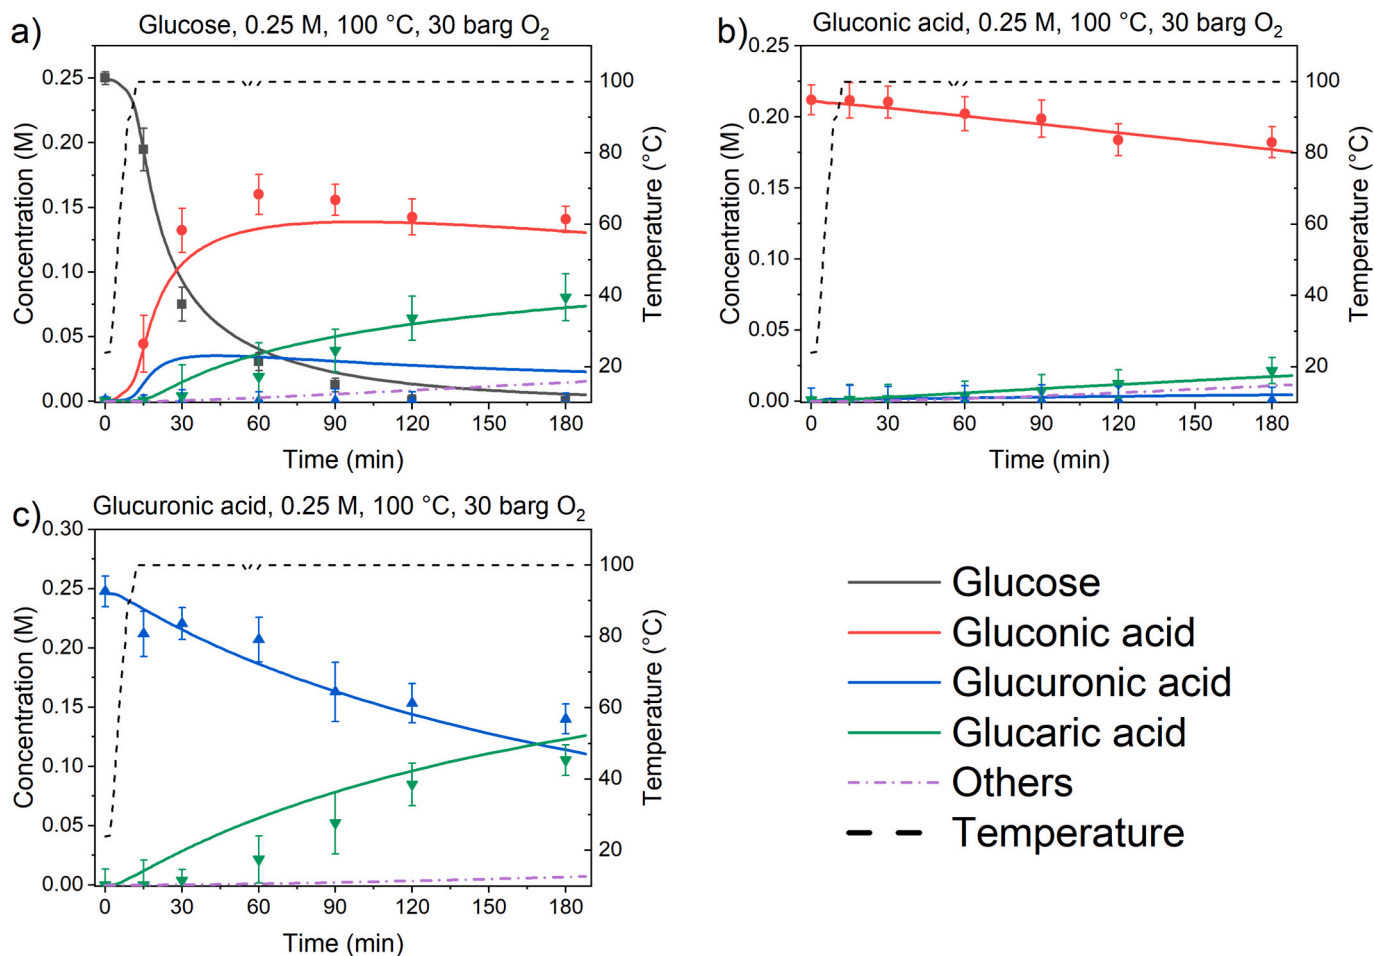 a) Glucose, 0.25 M, 100 °C, 30 barg O₂
0.25
0.20
0.15
0.10
0.05
0.00
Concentration (M)
100
80
60
40
20
Temperature (°C)
0 30 60 90 120 150 180
Time (min)
b) Gluconic acid, 0.25 M, 100 °C, 30 barg O₂
0.25
0.20
0.15
0.10
0.05
0.00
Concentration (M)
100
80
60
40
20
Temperature (°C)
0 30 60 90 120 150 180
Time (min)
c) Glucuronic acid, 0.25 M, 100 °C, 30 barg O₂
0.30
0.25
0.20
0.15
0.10
0.05
0.00
Concentration (M)
100
80
60
40
20
Temperature (°C)
0 30 60 90 120 150 180
Time (min)
Glucose
Gluconic acid
Glucuronic acid
Glucaric acid
Others
Temperature